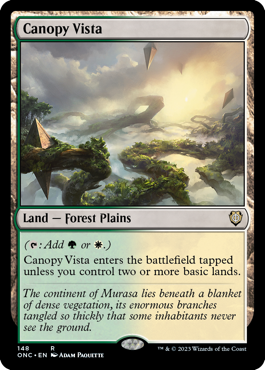 Canopy Vista
Land — Forest Plains
(: Add or .)
Canopy Vista enters the battlefield tapped
unless you control two or more basic lands.
The continent of Murasa lies beneath a blanket
of dense vegetation, its enormous branches
tangled so thickly that some inhabitants never
see the ground.
148 R
ONC • EN Adam Paquette
™ & © 2023 Wizards of the Coast